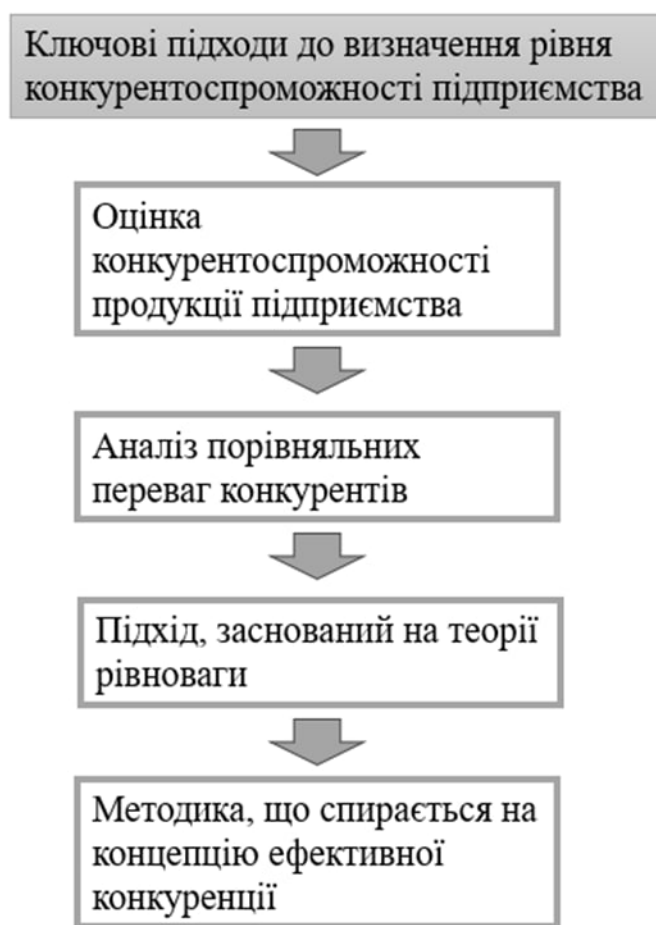 Ключові підходи до визначення рівня
конкурентоспроможності підприємства
Оцінка
конкурентоспроможності
продукції підприємства
Аналіз порівняльних
переваг конкурентів
Підхід, заснований на теорії
рівноваги
Методика, що спирається на
концепцію ефективної
конкуренції